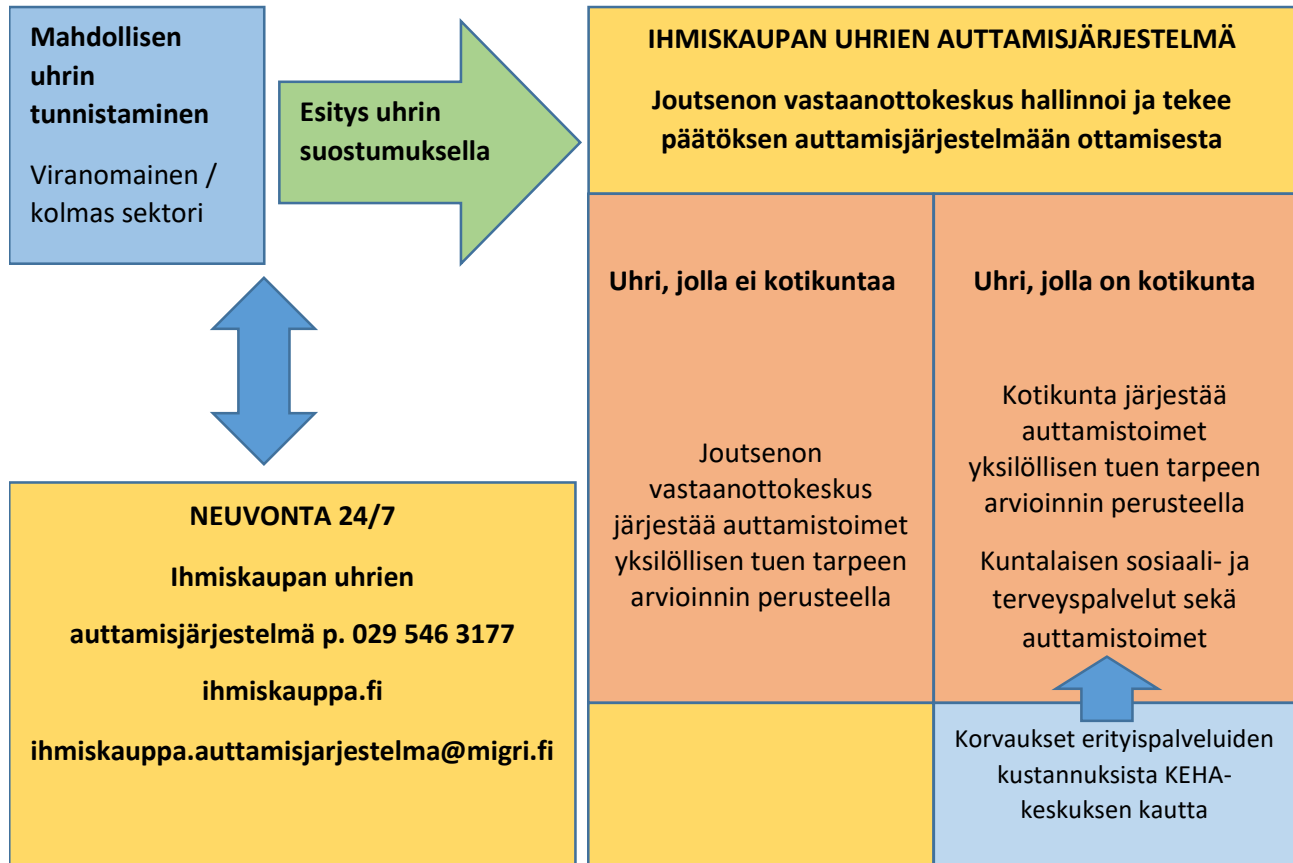 Mahdollisen
uhrin
tunnistaminen
Viranomainen /
kolmas sektori
Esitys uhrin
suostumuksella
IHMISKAUPAN UHRIEN AUTTAMISJÄRJESTELMÄ
Joutsenon vastaanottokeskus hallinnoi ja tekee
päätöksen auttamisjärjestelmään ottamisesta
Uhri, jolla ei kotikuntaa
Joutsenon
vastaanottokeskus
järjestää auttamistoimet
yksilöllisen tuen tarpeen
arvioinnin perusteella
Uhri, jolla on kotikunta
Kotikunta järjestää
auttamistoimet
yksilöllisen tuen tarpeen
arvioinnin perusteella
Kuntalaisen sosiaali- ja
terveyspalvelut sekä
auttamistoimet
Korvaukset erityispalveluiden
kustannuksista KEHA-
keskuksen kautta
NEUVONTA 24/7
Ihmiskaupan uhrien
auttamisjärjestelmä p. 029 546 3177
ihmiskauppa.fi
ihmiskauppa.auttamisjarjestelma@migri.fi